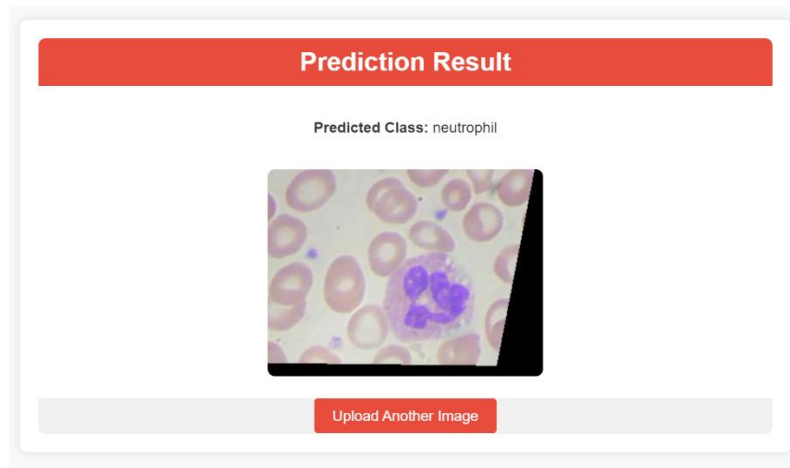 Prediction Result
Predicted Class: neutrophil
Upload Another Image